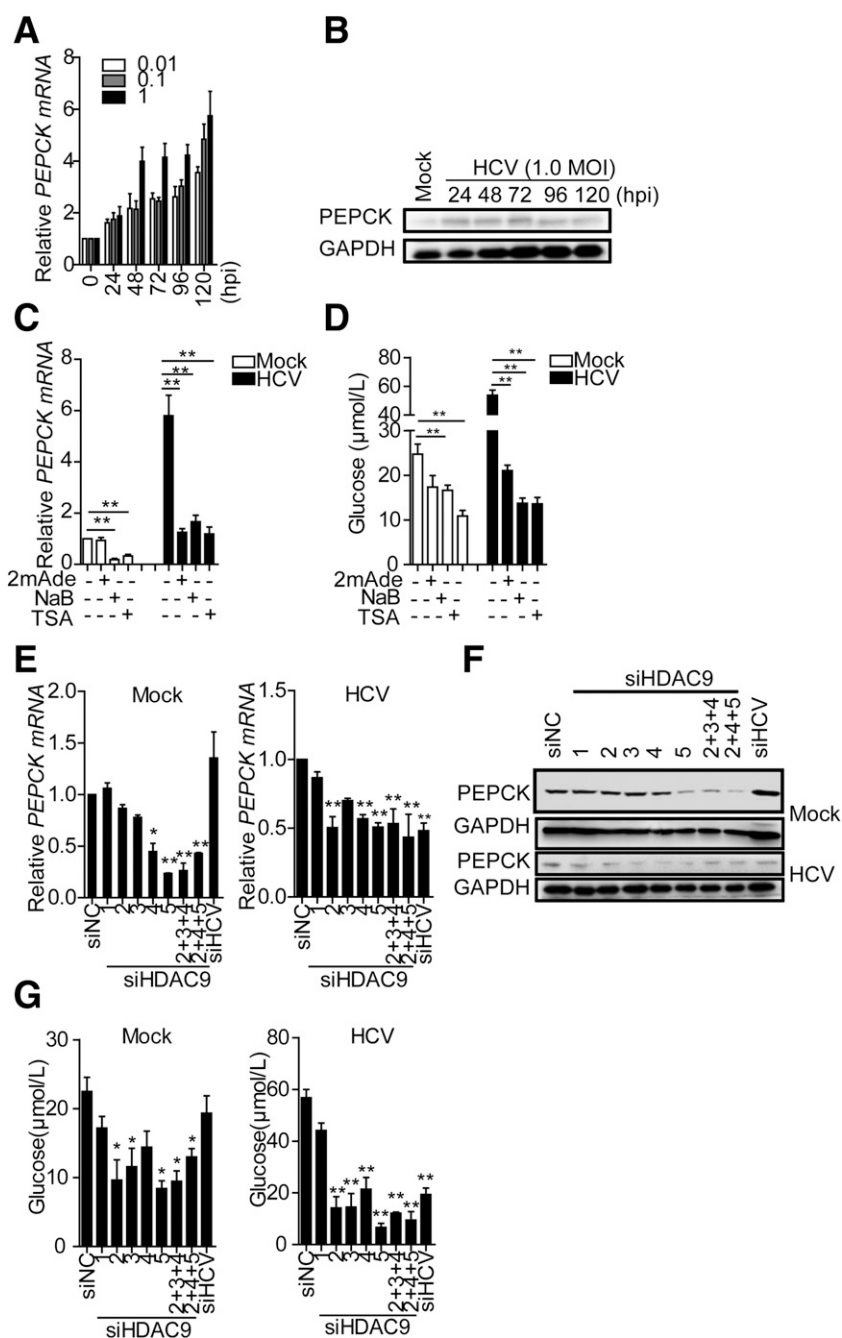 A
Relative PEPCK mRNA
8
6
4
2
0
0.01
0.1
1
0
24
48
72
96
120
(hpi)
B
Mock
HCV (1.0 MOI)
24 48 72 96 120 (hpi)
PEPCK
GAPDH
C
Relative PEPCK mRNA
8
6
4
2
0
** ** ** ** **
Mock
HCV
2mAde - + - - - + - -
NaB - - + - - - + -
TSA - - - + - - - +
D
Glucose (µmol/L)
80
60
40
30
20
10
0
** ** ** ** **
Mock
HCV
- + - - - + - -
- - + - - - + -
- - - + - - - +
E
Mock
Relative PEPCK mRNA
2.0
1.5
1.0
0.5
0.0
* ** ** **
siNC
1
2
3
4
5
2+3+4
2+4+5
siHCV
siHDAC9
HCV
Relative PEPCK mRNA
1.5
1.0
0.5
0.0
** ** ** ** ** **
siNC
1
2
3
4
5
2+3+4
2+4+5
siHCV
siHDAC9
F
siHDAC9
siNC
1
2
3
4
5
2+3+4
2+4+5
siHCV
PEPCK
GAPDH
Mock
PEPCK
GAPDH
HCV
G
Mock
Glucose(µmol/L)
30
20
10
0
* * * * *
siNC
1
2
3
4
5
2+3+4
2+4+5
siHCV
siHDAC9
HCV
Glucose(µmol/L)
80
60
40
20
0
** ** ** ** ** ** **
siNC
1
2
3
4
5
2+3+4
2+4+5
siHCV
siHDAC9